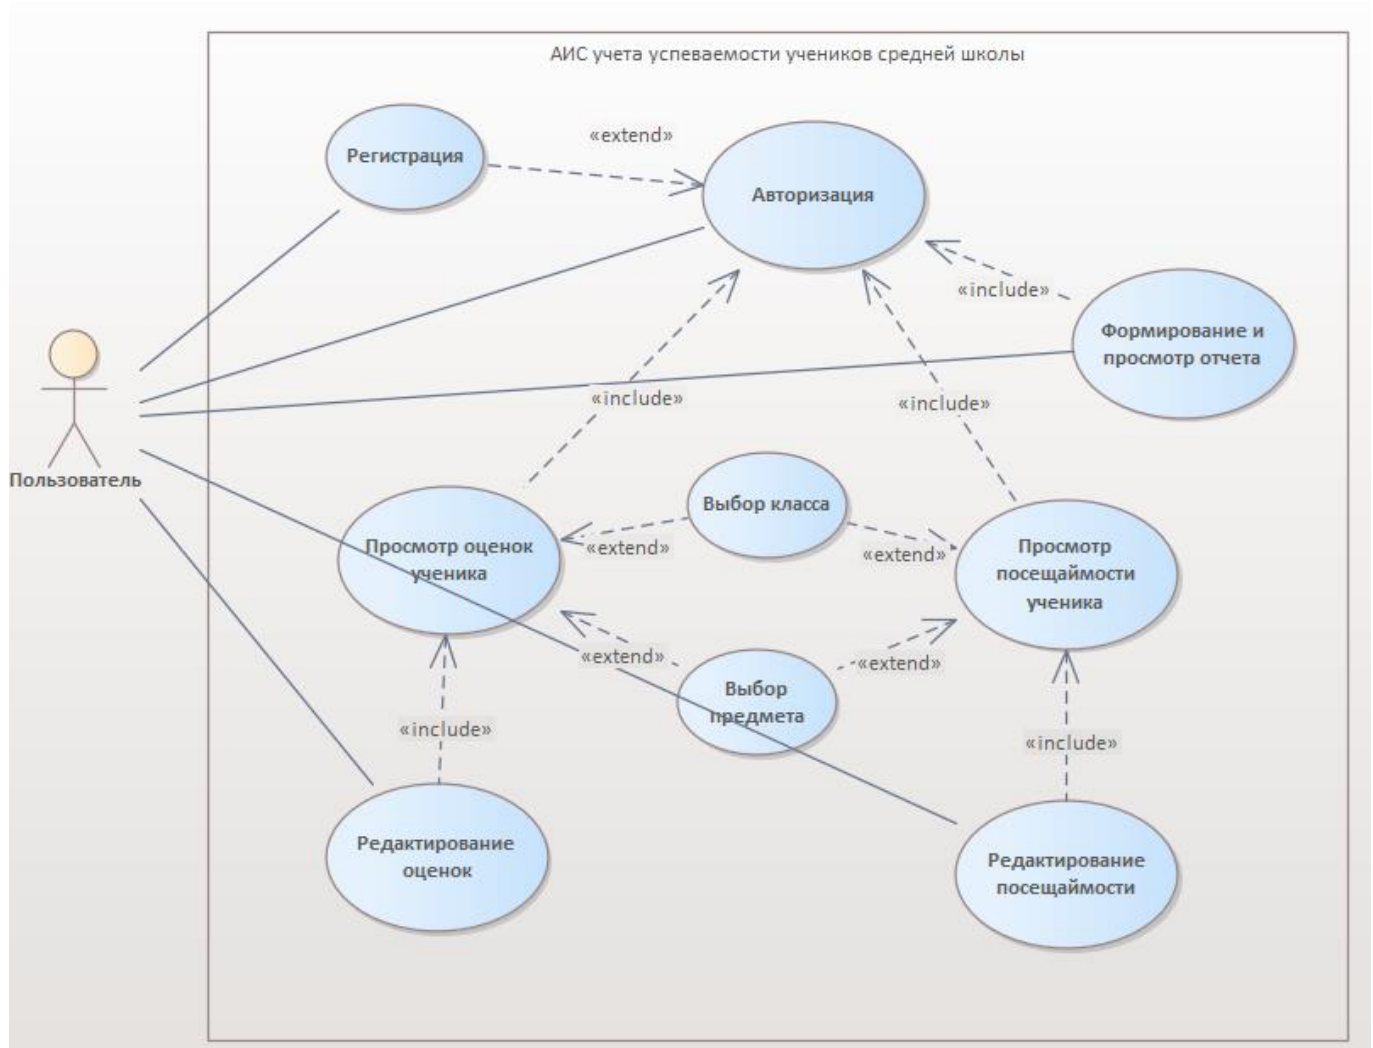 АИС учета успеваемости учеников средней школы
«extend»
Регистрация
Авторизация
«include»
Формирование и
просмотр отчета
«include»
«include»
Пользователь
Выбор класса
Просмотр оценок
ученика
«extend»
«extend»
Просмотр
посещаймости
ученика
«extend»
«extend»
Выбор
предмета
«include»
«include»
Редактирование
оценок
Редактирование
посещаймости